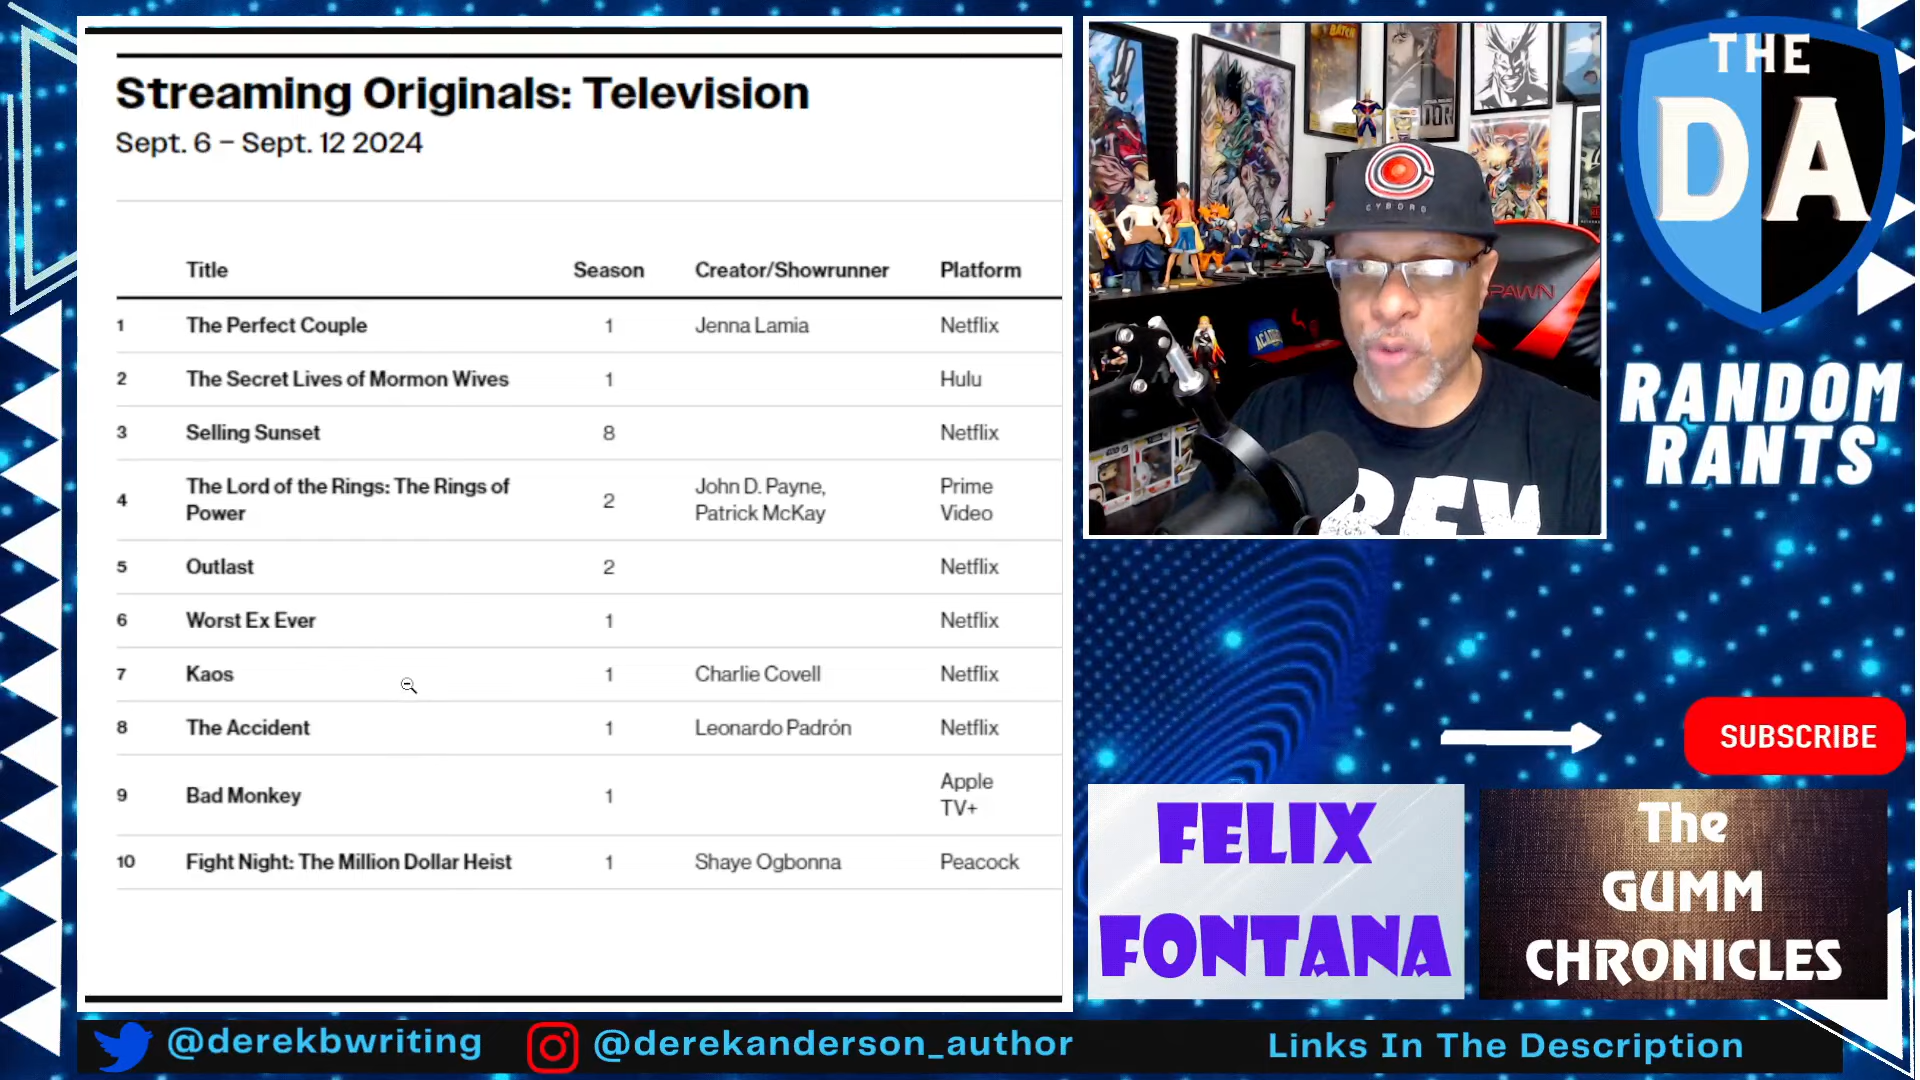 Streaming Originals: Television
Sept. 6 – Sept. 12 2024
Title Season Creator/Showrunner Platform
1 The Perfect Couple 1 Jenna Lamia Netflix
2 The Secret Lives of Mormon Wives 1 Hulu
3 Selling Sunset 8 Netflix
4 The Lord of the Rings: The Rings of Power 2 John D. Payne, Patrick McKay Prime Video
5 Outlast 2 Netflix
6 Worst Ex Ever 1 Netflix
7 Kaos 1 Charlie Covell Netflix
8 The Accident 1 Leonardo Padrón Netflix
9 Bad Monkey 1 Apple TV+
10 Fight Night: The Million Dollar Heist 1 Shaye Ogbonna Peacock
CYBORG
SPAWN
THE
DA
RANDOM
RANTS
SUBSCRIBE
FELIX
FONTANA
The
GUMM
CHRONICLES
@derekbwriting
@derekanderson_author
Links In The Description